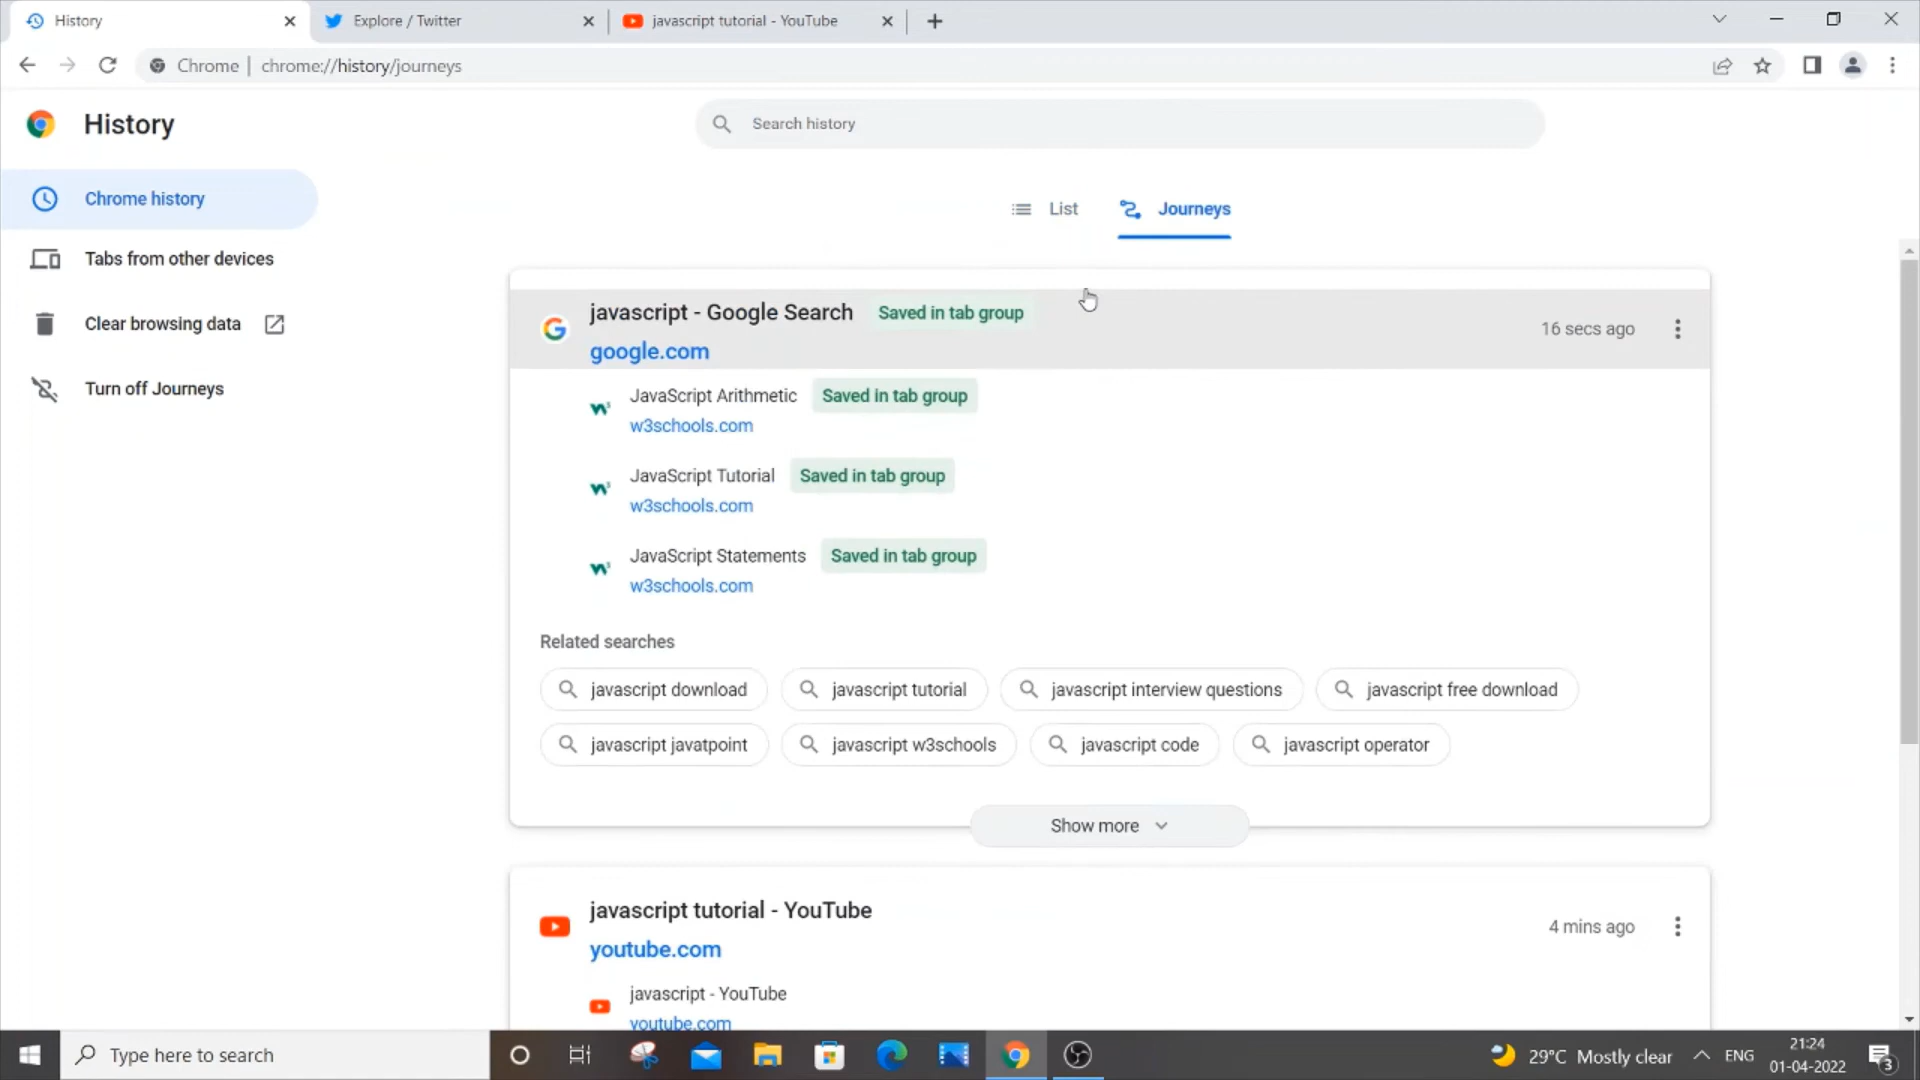 History
Explore / Twitter
javascript tutorial - YouTube
Chrome
chrome://history/journeys
History
Search history
Chrome history
Tabs from other devices
Clear browsing data
Turn off Journeys
List
Journeys
javascript - Google Search Saved in tab group
google.com
16 secs ago
JavaScript Arithmetic Saved in tab group
w3schools.com
JavaScript Tutorial Saved in tab group
w3schools.com
JavaScript Statements Saved in tab group
w3schools.com
Related searches
javascript download javascript tutorial javascript interview questions javascript free download
javascript javatpoint javascript w3schools javascript code javascript operator
Show more
javascript tutorial - YouTube
youtube.com
4 mins ago
javascript - YouTube
youtube.com
Type here to search
29°C Mostly clear
ENG
21:24
01-04-2022
3